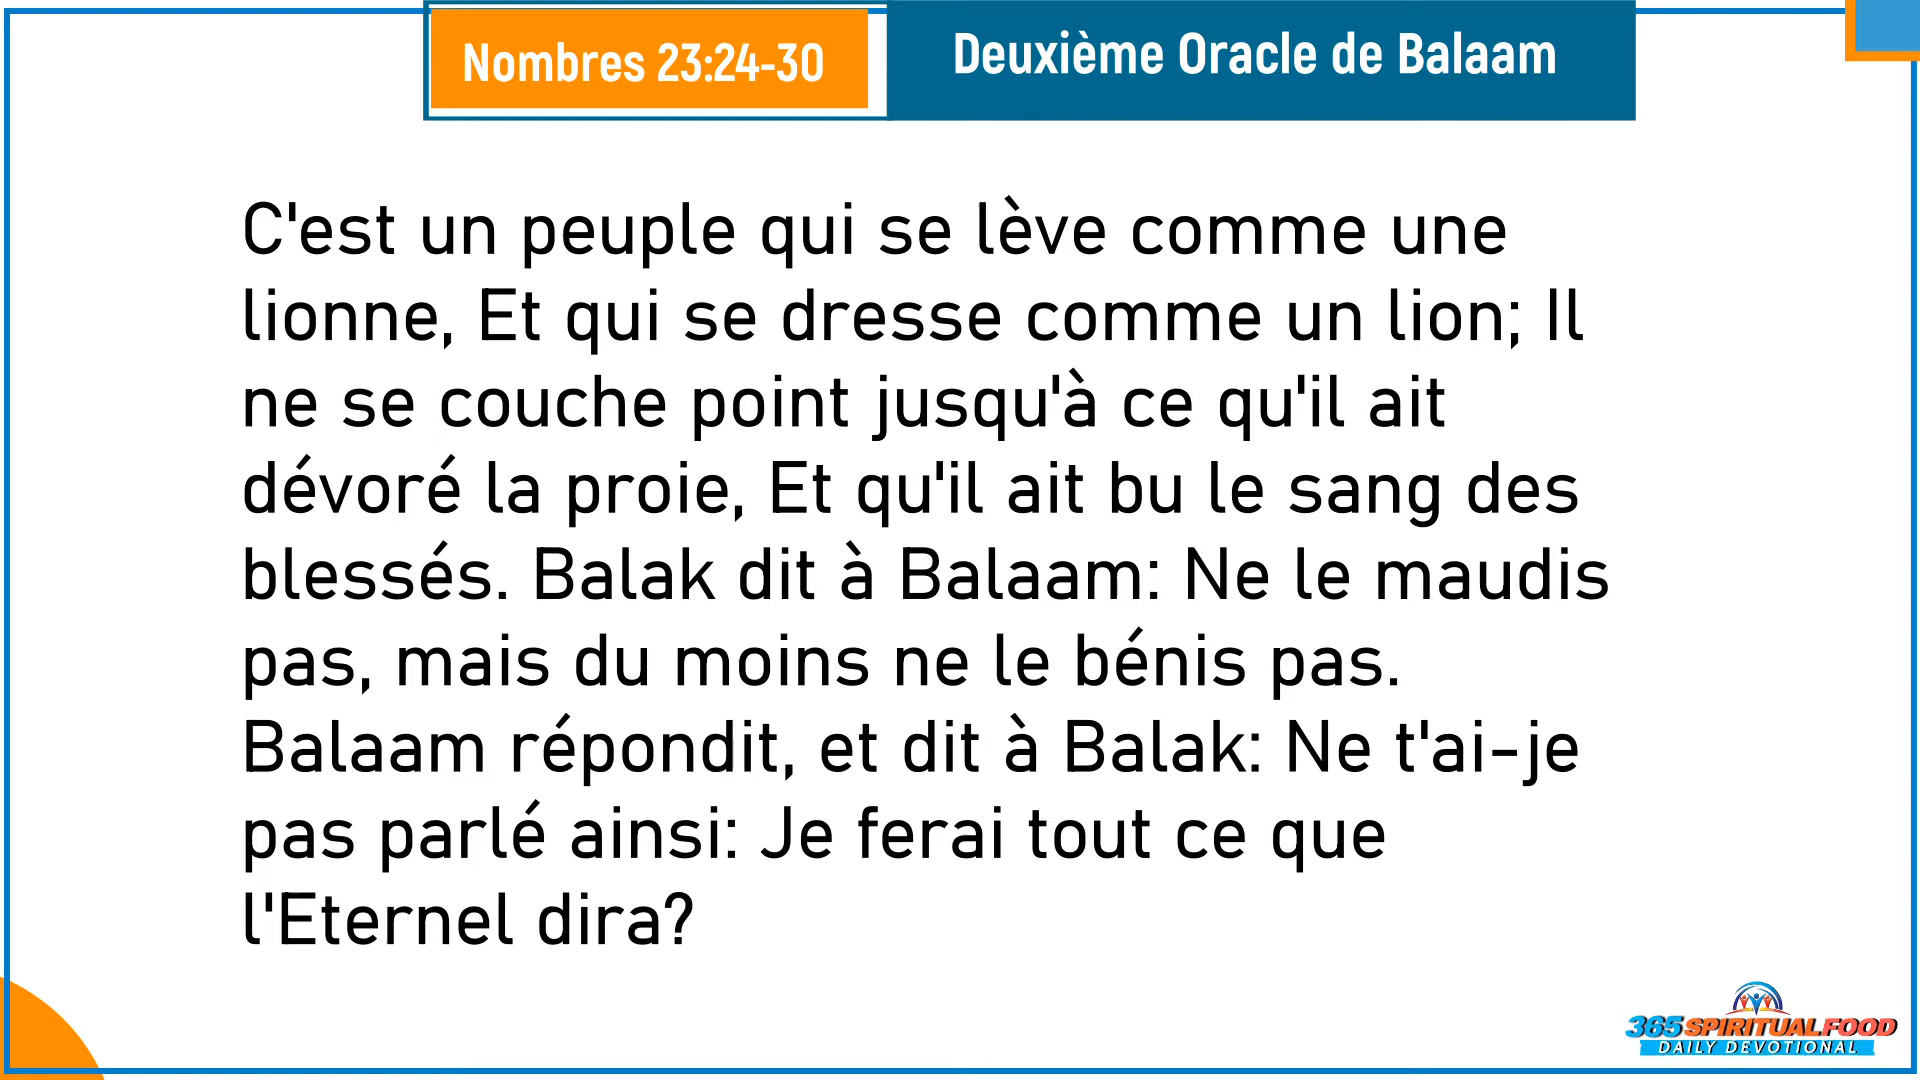 Nombres 23:24-30
Deuxième Oracle de Balaam
C'est un peuple qui se lève comme une
lionne, Et qui se dresse comme un lion; Il
ne se couche point jusqu'à ce qu'il ait
dévoré la proie, Et qu'il ait bu le sang des
blessés. Balak dit à Balaam: Ne le maudis
pas, mais du moins ne le bénis pas.
Balaam répondit, et dit à Balak: Ne t'ai-je
pas parlé ainsi: Je ferai tout ce que
l'Eternel dira?
365 SPIRITUAL FOOD
DAILY DEVOTIONAL